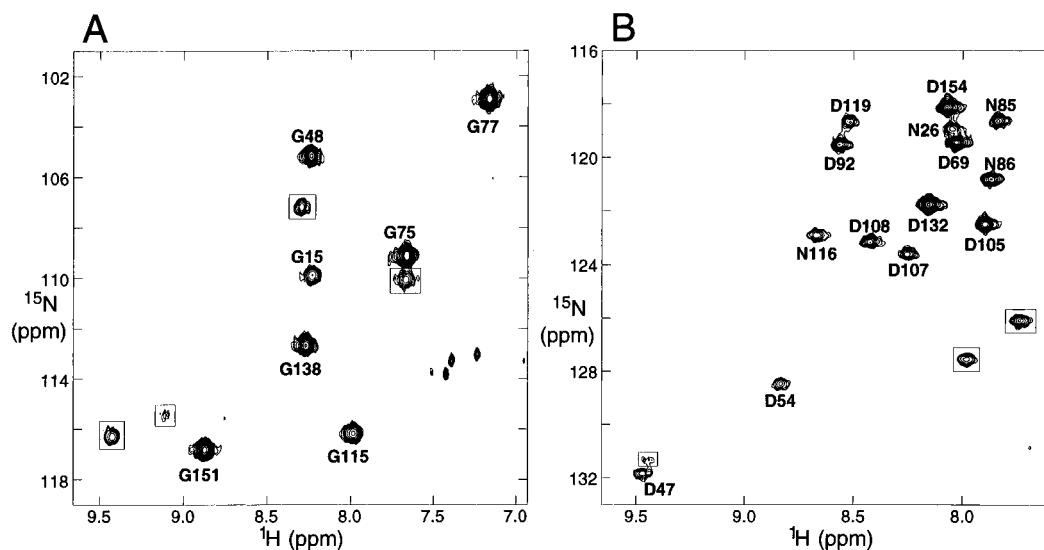 A
102
106
110
114
118
15N
(ppm)
G77
G48
G75
G15
G138
G151
G115
9.5
9.0
8.5
8.0
7.5
7.0
1H (ppm)
B
116
120
124
128
132
15N
(ppm)
D154
D119
N85
N26
D92
D69
N86
D132
D108
D105
N116
D107
D54
D47
9.5
9.0
8.5
8.0
1H (ppm)